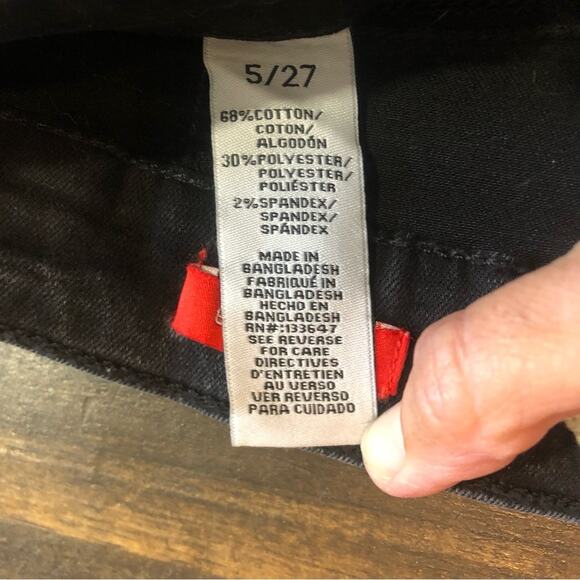 5/27
68%COTTON/
COTON/
ALGODÓN
30%POLYESTER/
POLYESTER/
POLIÉSTER
2%SPANDEX/
SPANDEX/
SPÁNDEX
MADE IN
BANGLADESH
FABRIQUÉ IN
BANGLADESH
HECHO EN
BANGLADESH
RN#:133647
SEE REVERSE
FOR CARE
DIRECTIVES
D'ENTRETIEN
AU VERSO
VER REVERSO
PARA CUIDADO